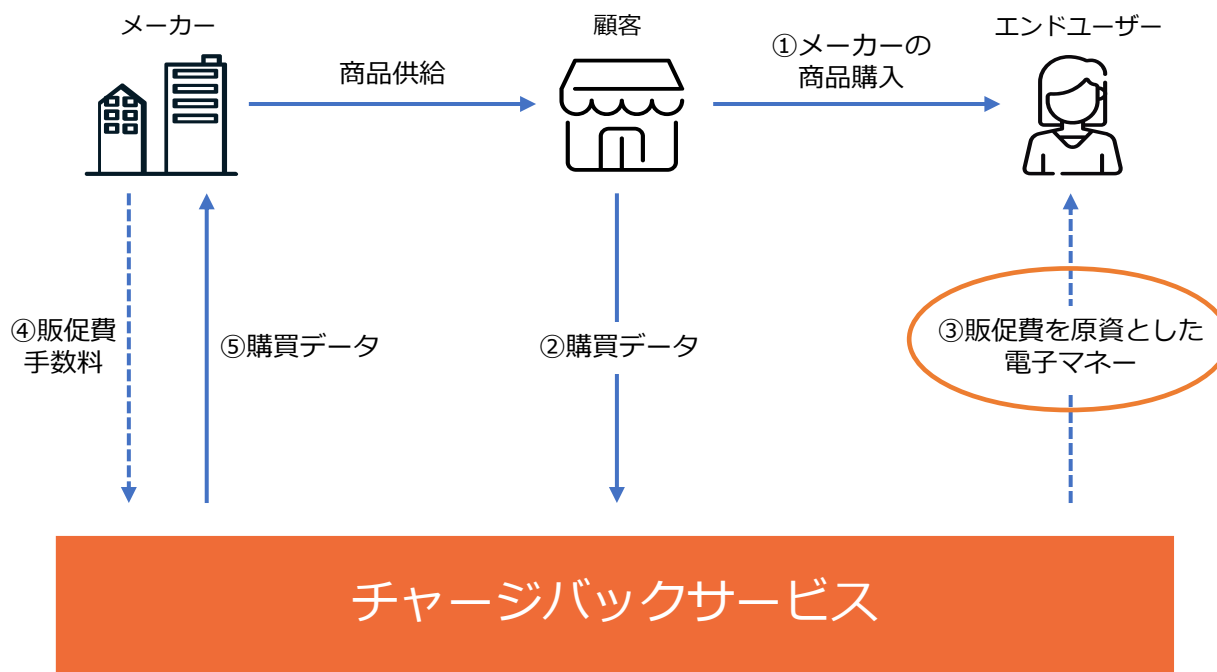 メーカー
顧客
エンドユーザー
商品供給
①メーカーの
商品購入
④販促費
手数料
⑤購買データ
②購買データ
③販促費を原資とした
電子マネー
チャージバックサービス